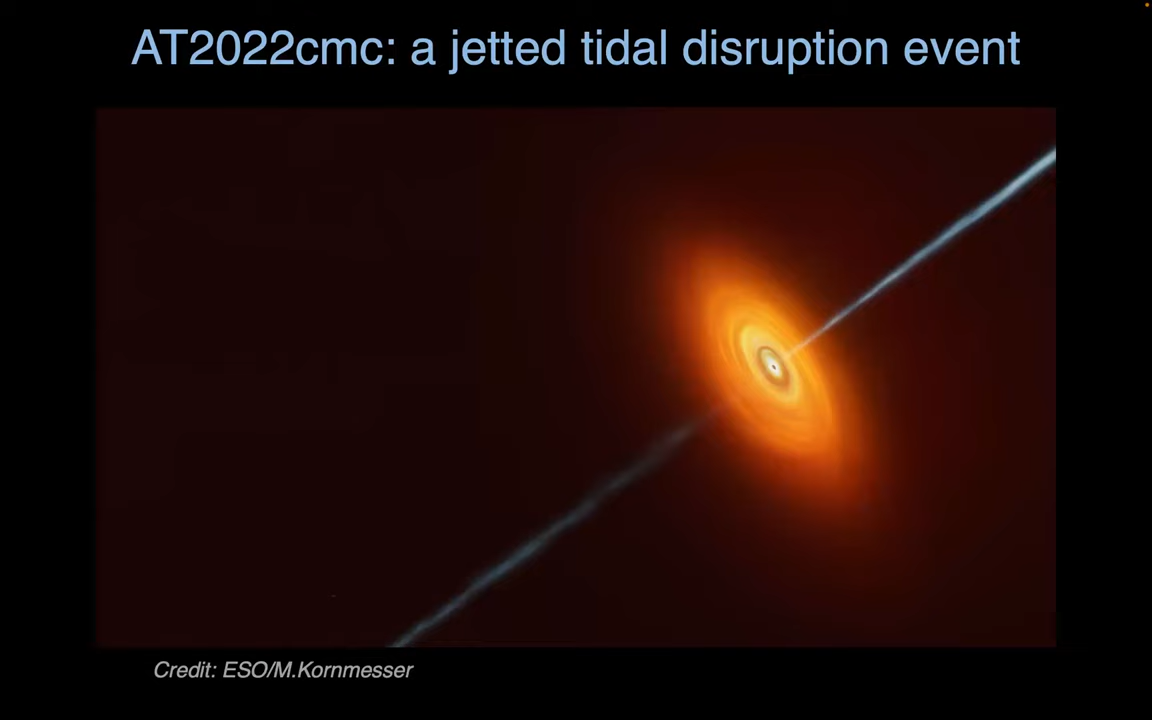 AT2022cmc: a jetted tidal disruption event
Credit: ESO/M.Kornmesser